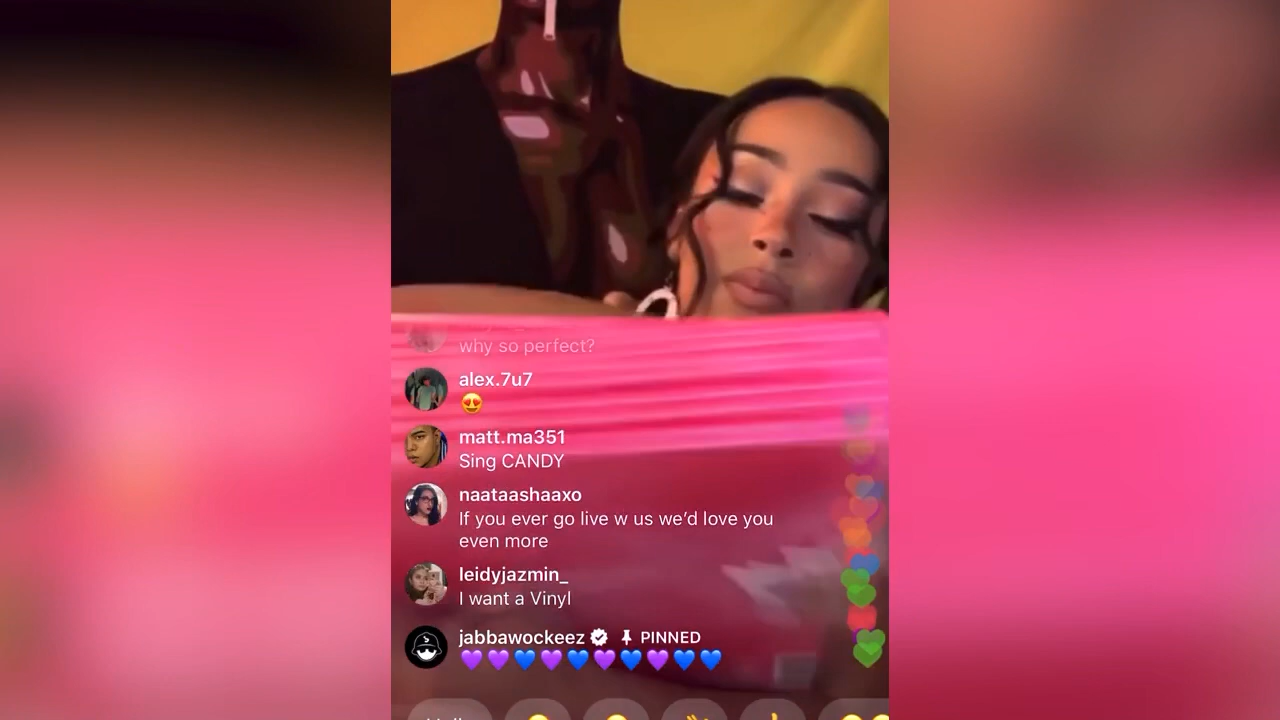 why so perfect?
alex.7u7
😍
matt.ma351
Sing CANDY
naataashaaxo
If you ever go live w us we’d love you
even more
leidyjazmin_
I want a Vinyl
jabbawockeez PINNED
💜💜💙💜💙💜💙💜💙💙